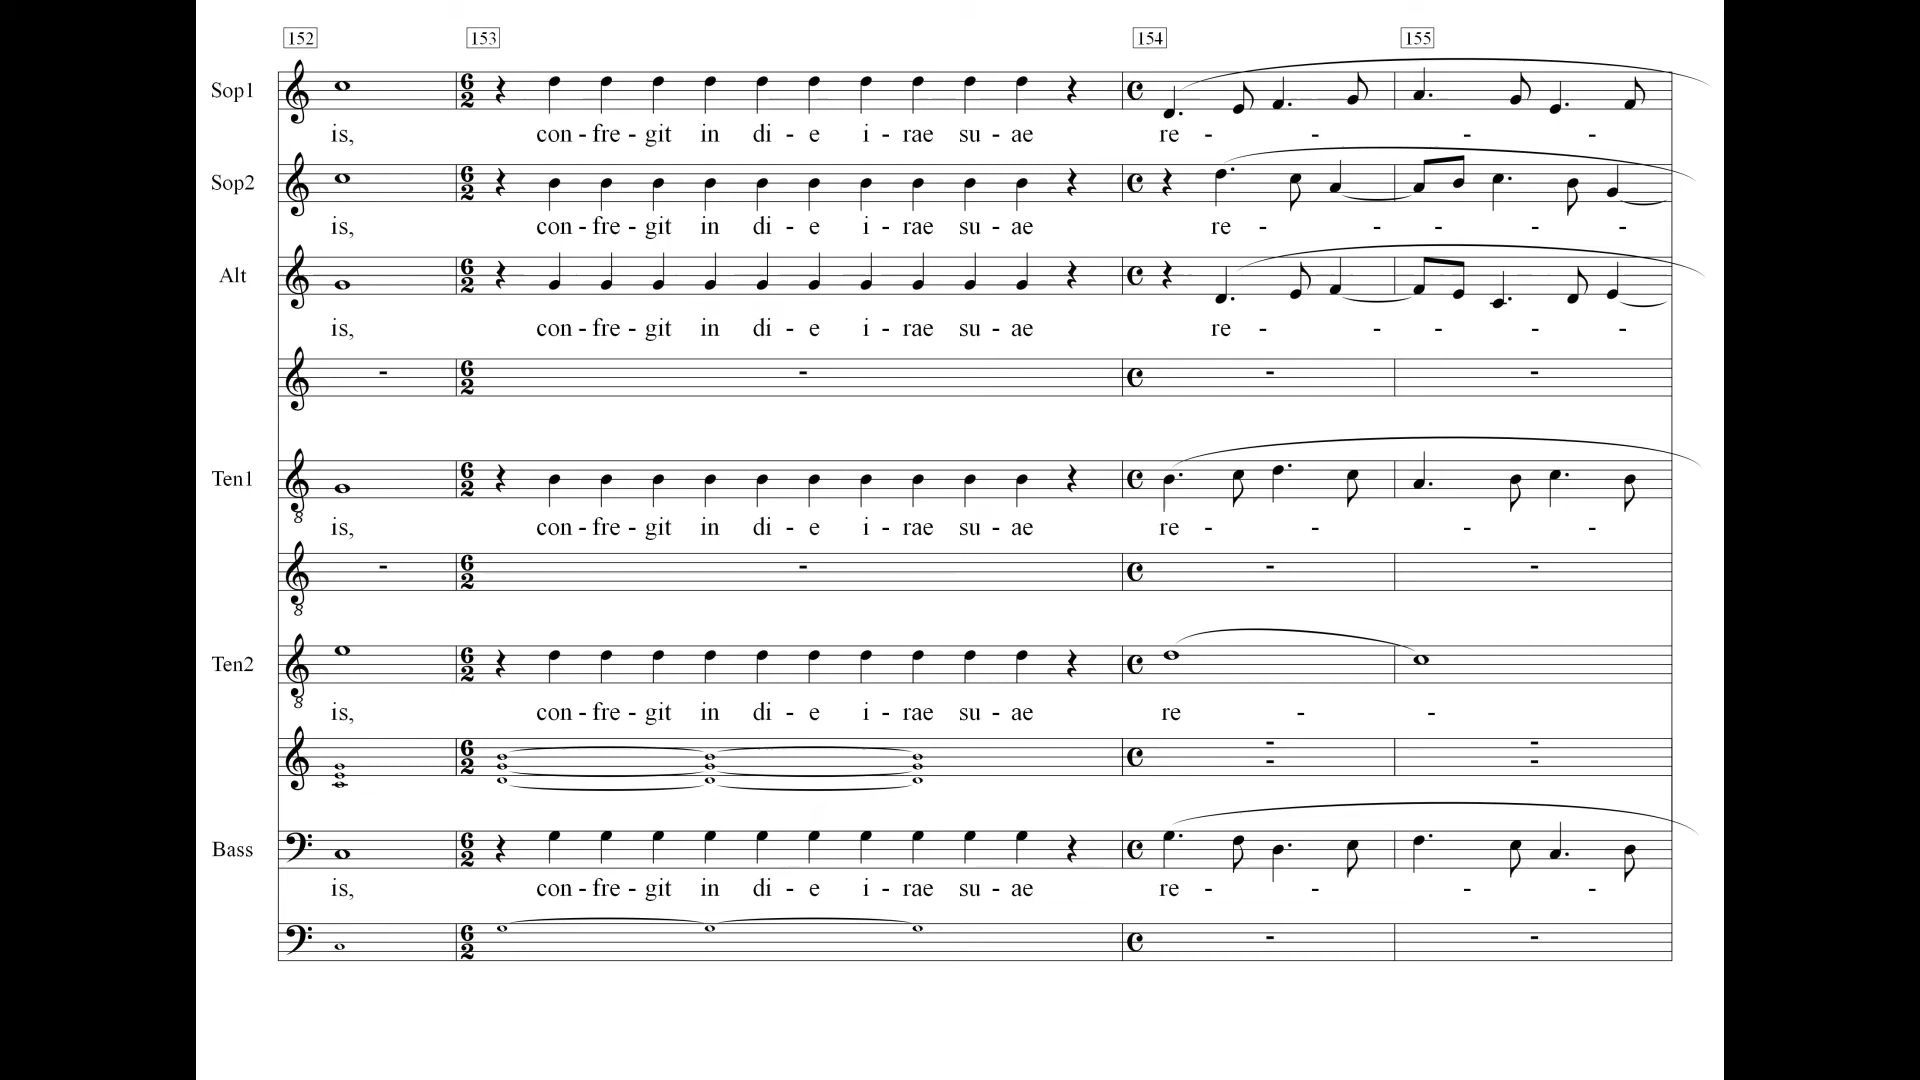 152 153 154 155
Sop1
is, con - fre - git in di - e i - rae su - ae re - - - -
Sop2
is, con - fre - git in di - e i - rae su - ae re - - - - -
Alt
is, con - fre - git in di - e i - rae su - ae re - - - - -
Ten1
is, con - fre - git in di - e i - rae su - ae re - - - -
Ten2
is, con - fre - git in di - e i - rae su - ae re - -
Bass
is, con - fre - git in di - e i - rae su - ae re - - - -